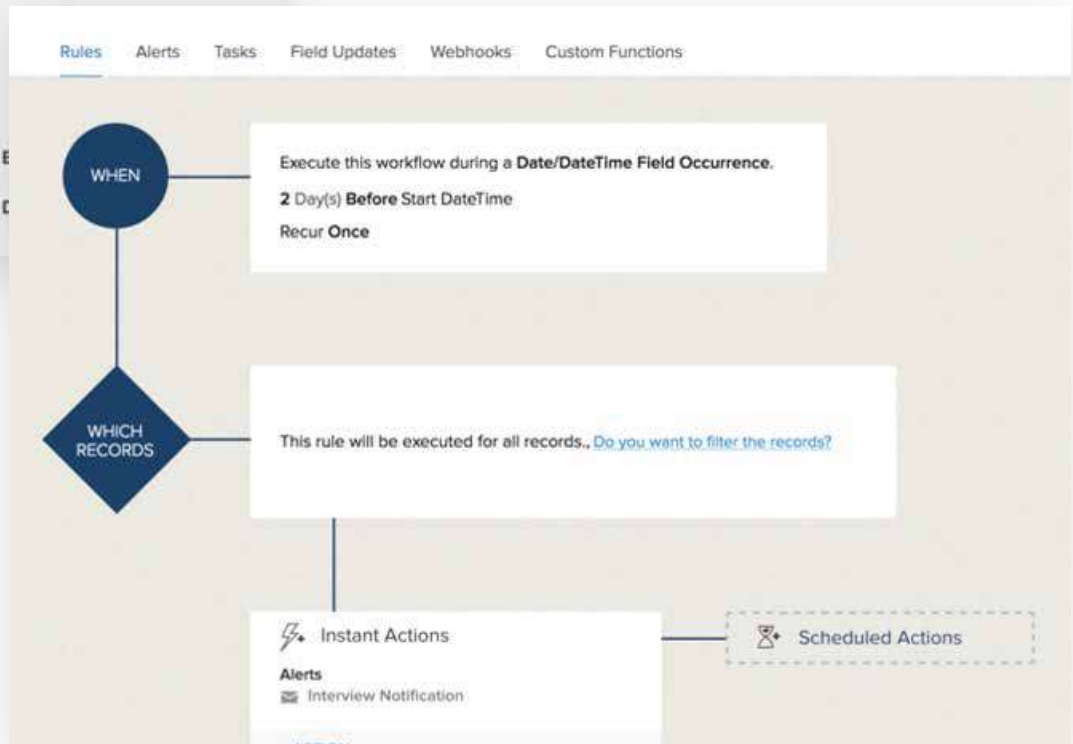 Rules Alerts Tasks Field Updates Webhooks Custom Functions
WHEN
Execute this workflow during a Date/DateTime Field Occurrence.
2 Day(s) Before Start DateTime
Recur Once
WHICH
RECORDS
This rule will be executed for all records., Do you want to filter the records?
Instant Actions
Scheduled Actions
Alerts
Interview Notification